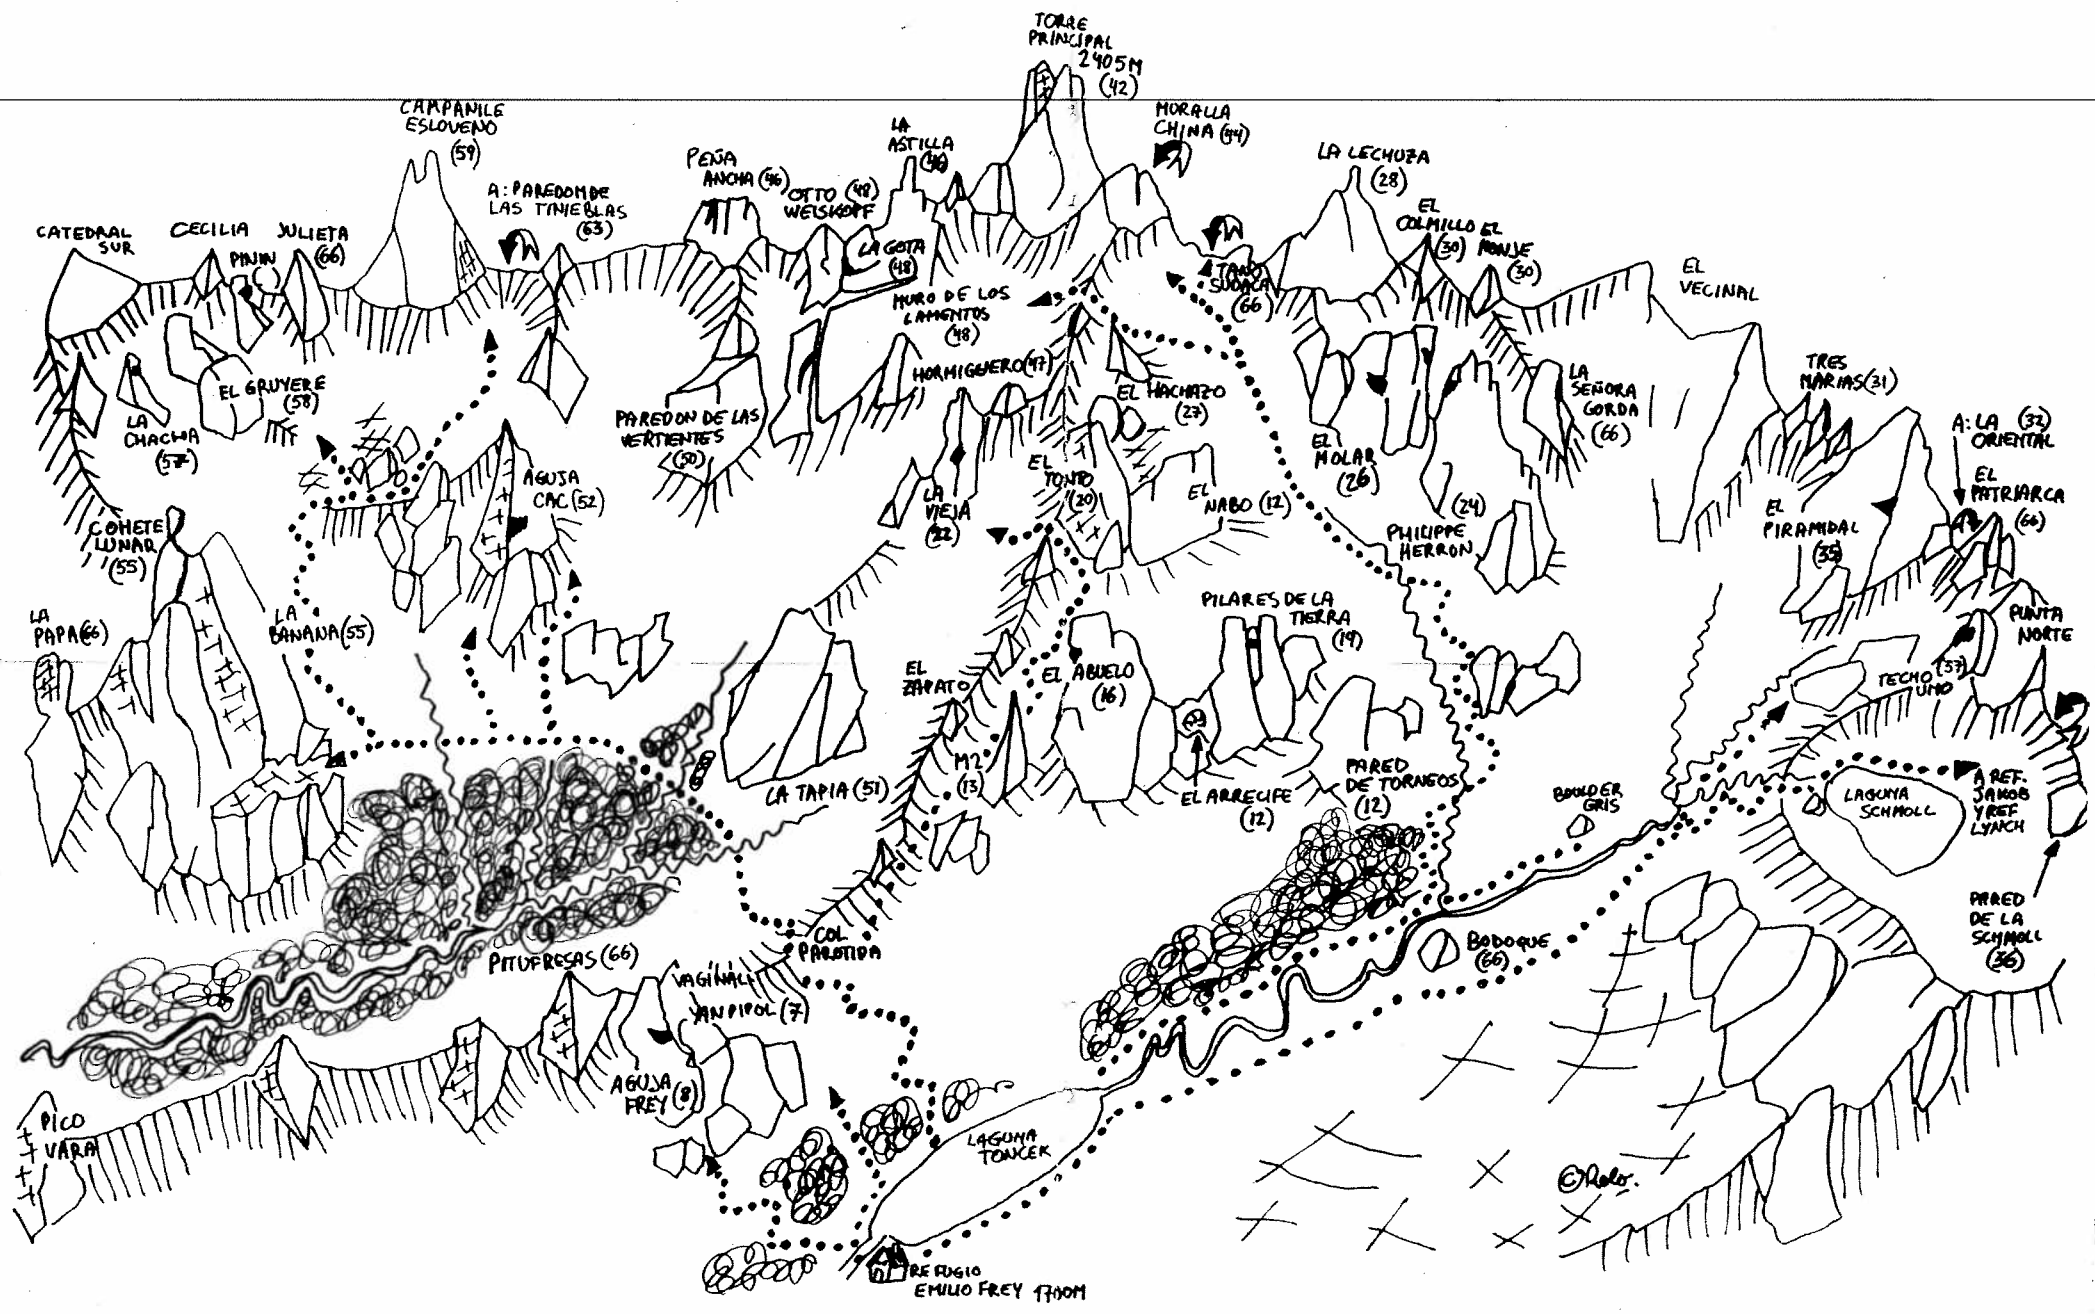 TORRE
PRINCIPAL
2405M
(42)
CAMPANILE
ESLOVENO
(59)
MURALLA
CHINA (44)
LA
ASTILLA
(46)
PEÑA
ANCHA (46)
OTTO (48)
WEISKOPF
LA GOTA
(48)
LA LECHUZA
(28)
A: PAREDON DE
LAS TINIEBLAS
(63)
EL
COLMILLO
(30)
EL
MONJE
(30)
CATEDRAL
SUR
CECILIA
PININ
JULIETA
(66)
EL
VECINAL
TANO
SUDACA
(66)
MURO DE LOS
LAMENTOS
(48)
HORMIGUERO (47)
EL HACHAZO
(27)
LA
SEÑORA
GORDA
(66)
TRES
MARIAS (31)
EL GRUYERE
(58)
LA
CHACHA
(57)
PAREDON DE LAS
VERTIENTES
(50)
A: LA (32)
ORIENTAL
EL
MOLAR
(26)
(24)
EL
PATRIARCA
(66)
AGUJA
CAC (52)
EL
TONTO
(20)
LA
VIEJA
(22)
EL
NABO (12)
PHILIPPE
HERRON
EL
PIRAMIDAL
(35)
COHETE
LUNAR
(55)
LA
PAPA (66)
LA
BANANA (55)
PILARES DE LA
TIERRA
(19)
PUNTA
NORTE
EL
ZAPATO
EL ABUELO
(16)
TECHO (37)
UNO
M2
(13)
LA TAPIA (51)
EL ARRECIFE
(12)
PARED
DE TORNEOS
(12)
BOULDER
GRIS
LAGUNA
SCHMOLL
A REF.
JAKOB
Y REF
LYNCH
PARED
DE LA
SCHMOLL
(36)
COL
PAROTIDA
BODOQUE
(66)
PITUFRESAS (66)
VAGINAL
YANPIPOL (7)
AGUJA
FREY (8)
PICO
VARA
LAGUNA
TONCEK
©Rolo.
REFUGIO
EMILIO FREY 1700M